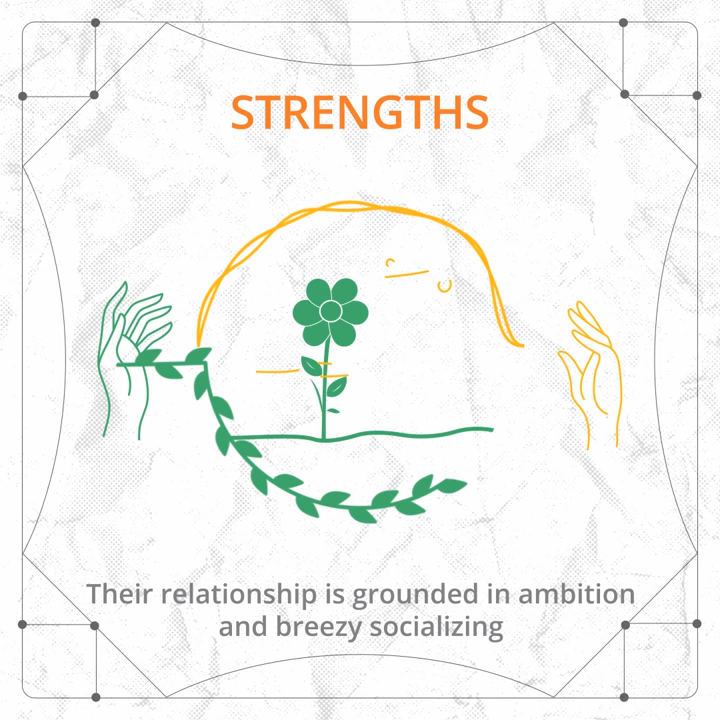 STRENGTHS
Their relationship is grounded in ambition
and breezy socializing